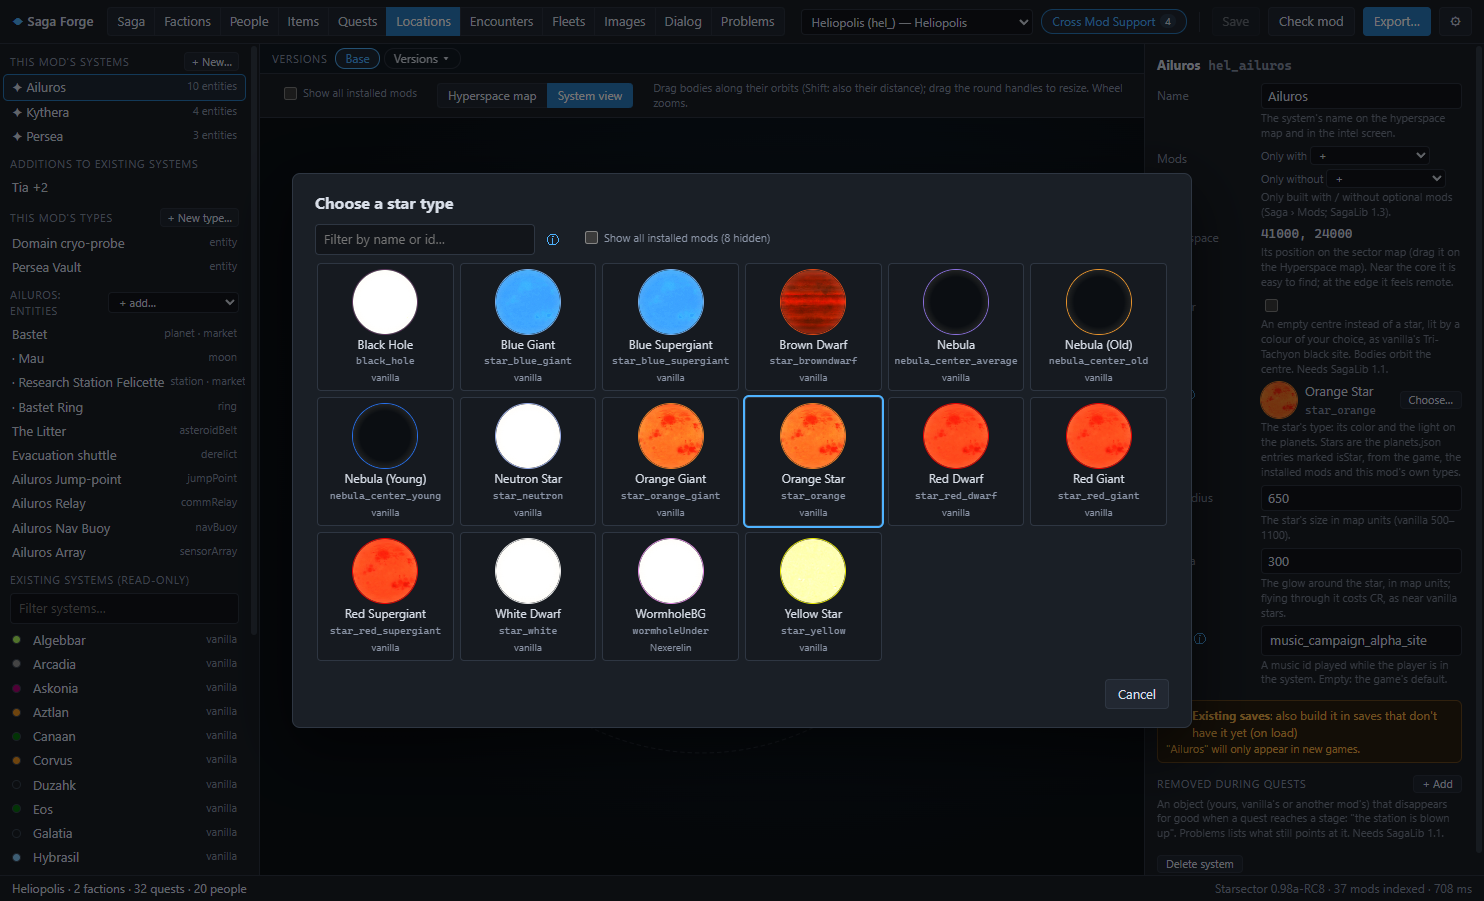 Saga Forge
Saga Factions People Items Quests Locations Encounters Fleets Images Dialog Problems
Heliopolis (hel_) — Heliopolis
Cross Mod Support 4
Save
Check mod
Export...
THIS MOD'S SYSTEMS
+ New...
Ailuros 10 entities
Kythera 4 entities
Persea 3 entities
ADDITIONS TO EXISTING SYSTEMS
Tia +2
THIS MOD'S TYPES
+ New type...
Domain cryo-probe entity
Persea Vault entity
AILUROS: ENTITIES
+ add...
Bastet planet · market
· Mau moon
· Research Station Felicette station · market
· Bastet Ring ring
The Litter asteroidBelt
Evacuation shuttle derelict
Ailuros Jump-point jumpPoint
Ailuros Relay commRelay
Ailuros Nav Buoy navBuoy
Ailuros Array sensorArray
EXISTING SYSTEMS (READ-ONLY)
Filter systems...
Algebbar vanilla
Arcadia vanilla
Askonia vanilla
Aztlan vanilla
Canaan vanilla
Corvus vanilla
Duzahk vanilla
Eos vanilla
Galatia vanilla
Hybrasil vanilla
VERSIONS
Base
Versions
Show all installed mods
Hyperspace map
System view
Drag bodies along their orbits (Shift: also their distance); drag the round handles to resize. Wheel
zooms.
Choose a star type
Filter by name or id...
Show all installed mods (8 hidden)
Black Hole
black_hole
vanilla
Blue Giant
star_blue_giant
vanilla
Blue Supergiant
star_blue_supergiant
vanilla
Brown Dwarf
star_browndwarf
vanilla
Nebula
nebula_center_average
vanilla
Nebula (Old)
nebula_center_old
vanilla
Nebula (Young)
nebula_center_young
vanilla
Neutron Star
star_neutron
vanilla
Orange Giant
star_orange_giant
vanilla
Orange Star
star_orange
vanilla
Red Dwarf
star_red_dwarf
vanilla
Red Giant
star_red_giant
vanilla
Red Supergiant
star_red_supergiant
vanilla
White Dwarf
star_white
vanilla
WormholeBG
wormholeUnder
Nexerelin
Yellow Star
star_yellow
vanilla
Cancel
Ailuros hel_ailuros
Name
Ailuros
The system's name on the hyperspace
map and in the intel screen.
Mods
Only with +
Only without +
Only built with / without optional mods
(Saga › Mods; SagaLib 1.3).
space
41000, 24000
Its position on the sector map (drag it on
the Hyperspace map). Near the core it is
easy to find; at the edge it feels remote.
r
An empty centre instead of a star, lit by a
colour of your choice, as vanilla's Tri-
Tachyon black site. Bodies orbit the
centre. Needs SagaLib 1.1.
Orange Star
star_orange
Choose...
The star's type: its color and the light on
the planets. Stars are the planets.json
entries marked isStar, from the game, the
installed mods and this mod's own types.
dius
650
The star's size in map units (vanilla 500–
1100).
a
300
The glow around the star, in map units;
flying through it costs CR, as near vanilla
stars.
music_campaign_alpha_site
A music id played while the player is in
the system. Empty: the game's default.
Existing saves: also build it in saves that don't
have it yet (on load)
"Ailuros" will only appear in new games.
REMOVED DURING QUESTS
+ Add
An object (yours, vanilla's or another mod's) that disappears
for good when a quest reaches a stage: "the station is blown
up". Problems lists what still points at it. Needs SagaLib 1.1.
Delete system
Heliopolis · 2 factions · 32 quests · 20 people
Starsector 0.98a-RC8 · 37 mods indexed · 708 ms